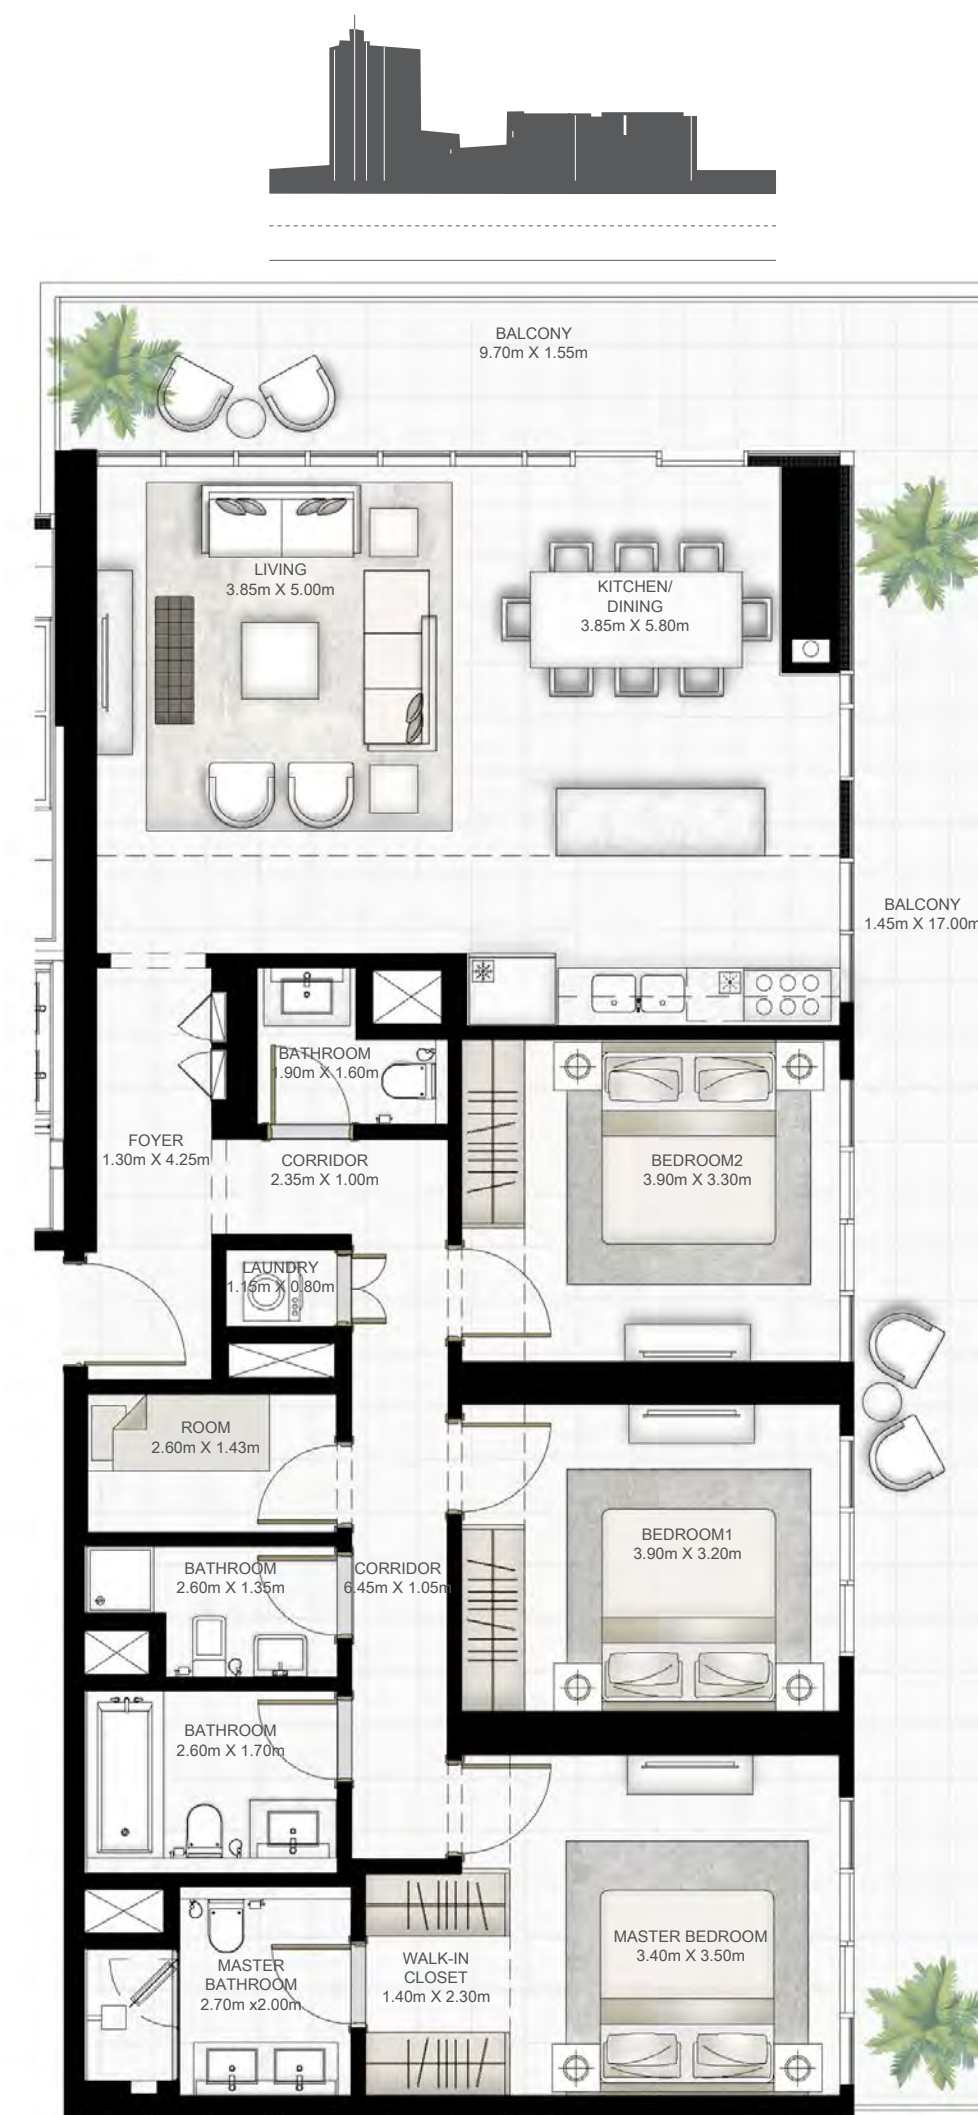 BALCONY
9.70m X 1.55m
LIVING
3.85m X 5.00m
KITCHEN/
DINING
3.85m X 5.80m
BALCONY
1.45m X 17.00m
BATHROOM
1.90m X 1.60m
FOYER
1.30m X 4.25m
CORRIDOR
2.35m X 1.00m
BEDROOM2
3.90m X 3.30m
LAUNDRY
1.15m X 0.80m
ROOM
2.60m X 1.43m
BEDROOM1
3.90m X 3.20m
BATHROOM
2.60m X 1.35m
CORRIDOR
6.45m X 1.05m
BATHROOM
2.60m X 1.70m
MASTER BEDROOM
3.40m X 3.50m
WALK-IN
CLOSET
1.40m X 2.30m
MASTER
BATHROOM
2.70m x2.00m